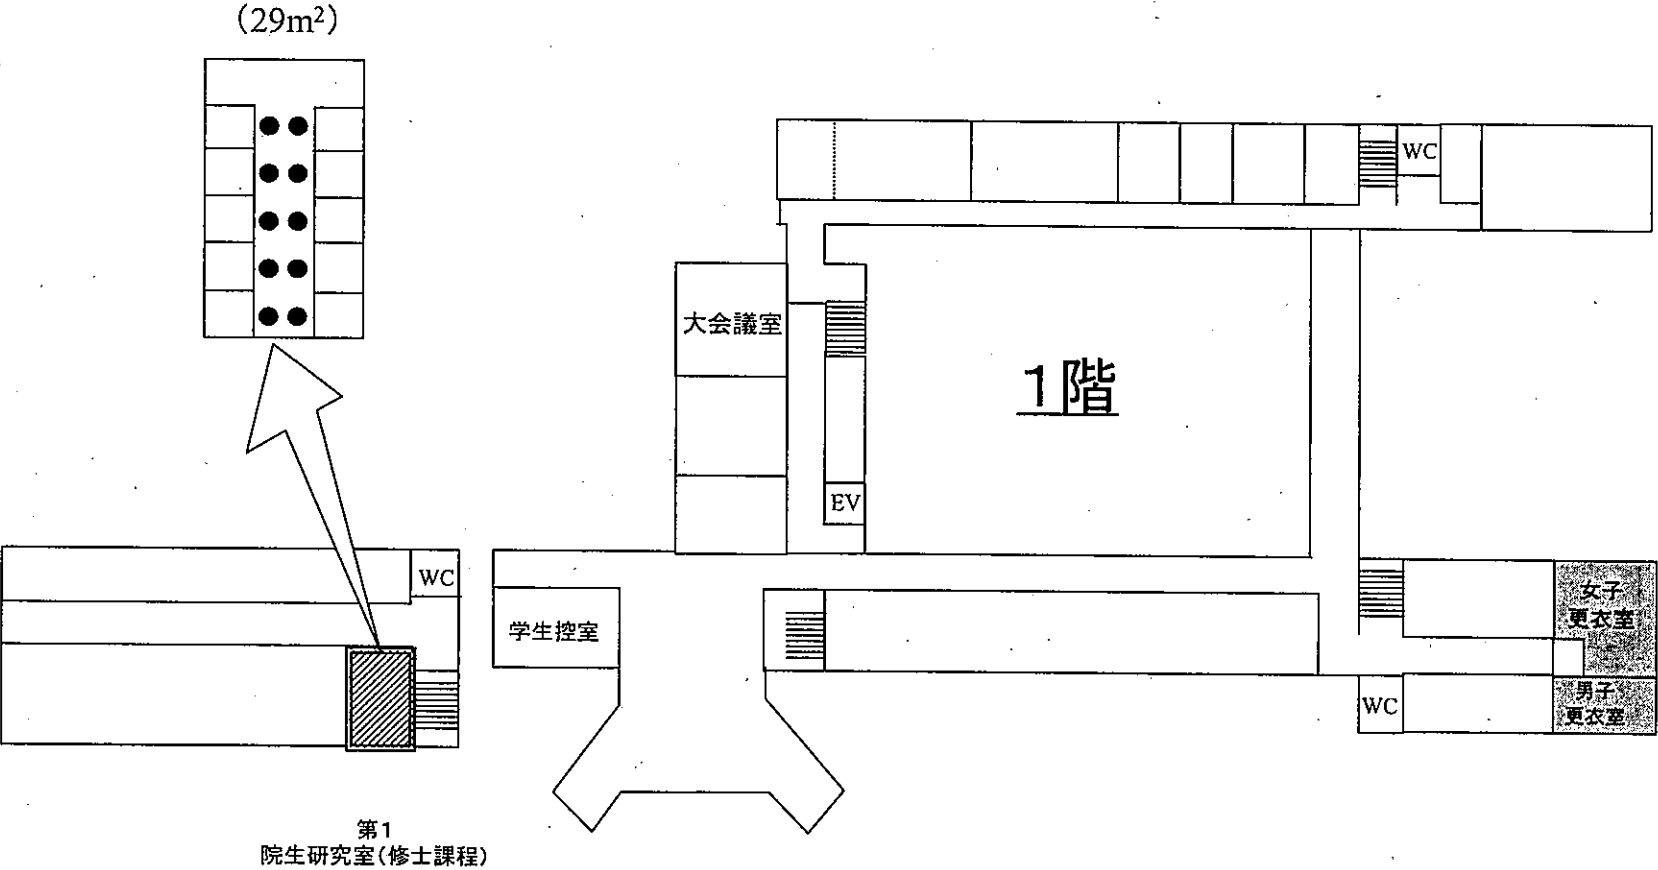 （29m²）
WC
大会議室
1階
EV
WC
学生控室
女子
更衣室
WC
男子
更衣室
第1
院生研究室(修士課程)